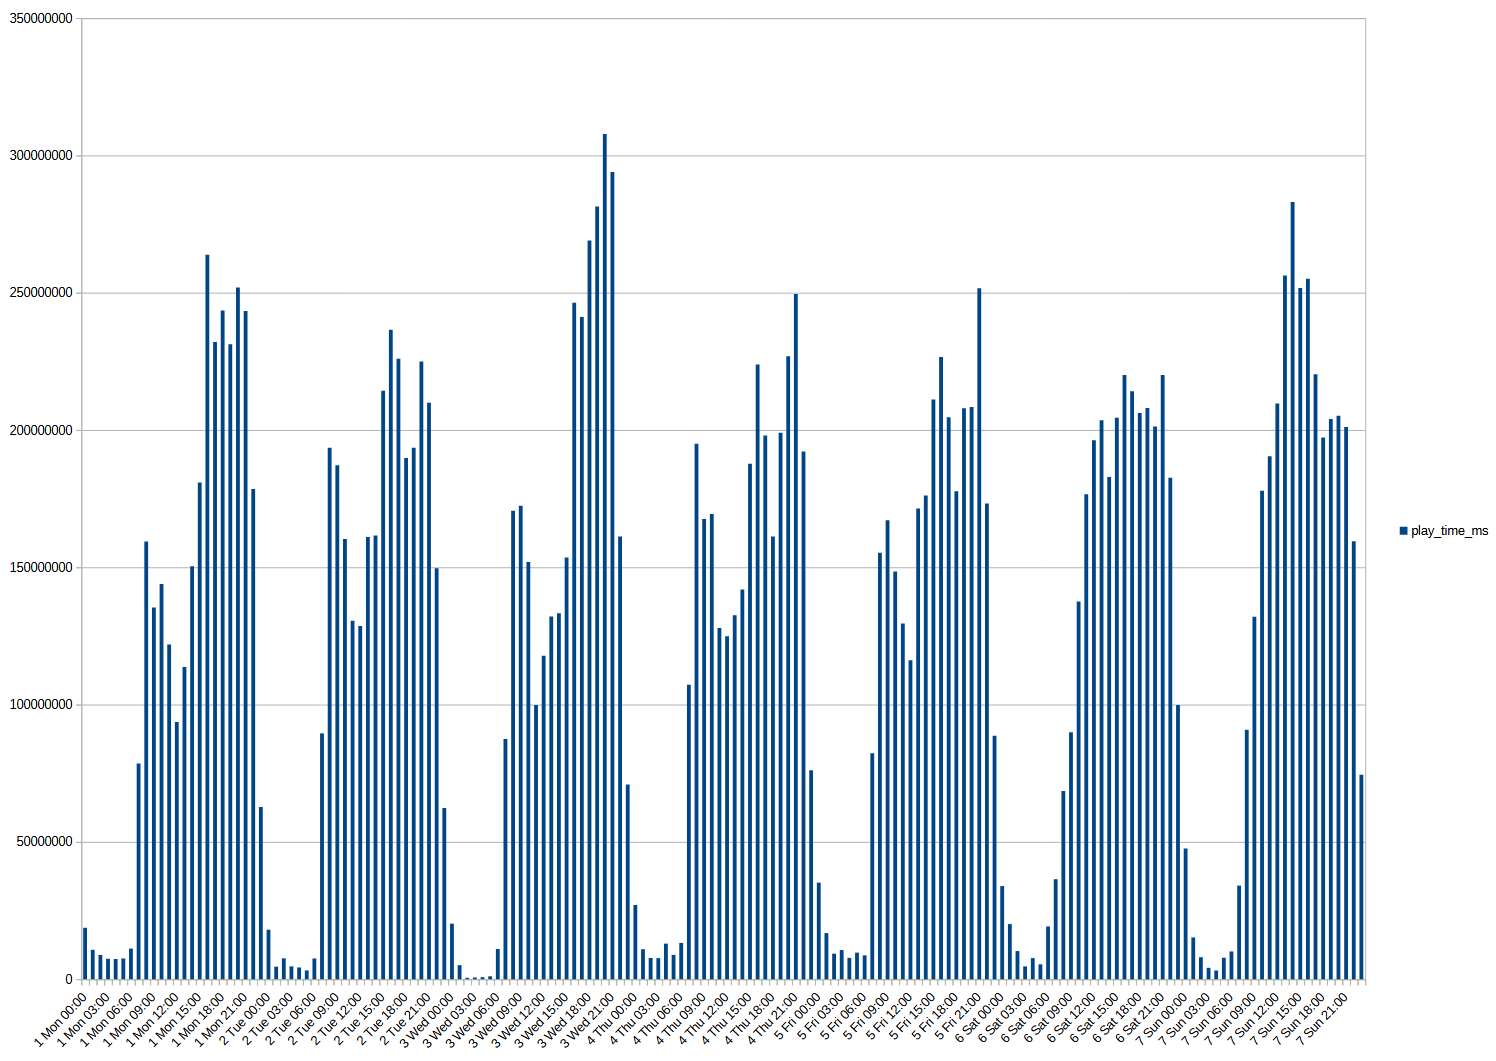 350000000
300000000
250000000
200000000
150000000
100000000
50000000
0
play_time_ms
1 Mon 00:00
1 Mon 03:00
1 Mon 06:00
1 Mon 09:00
1 Mon 12:00
1 Mon 15:00
1 Mon 18:00
1 Mon 21:00
2 Tue 00:00
2 Tue 03:00
2 Tue 06:00
2 Tue 09:00
2 Tue 12:00
2 Tue 15:00
2 Tue 18:00
2 Tue 21:00
3 Wed 00:00
3 Wed 03:00
3 Wed 06:00
3 Wed 09:00
3 Wed 12:00
3 Wed 15:00
3 Wed 18:00
3 Wed 21:00
4 Thu 00:00
4 Thu 03:00
4 Thu 06:00
4 Thu 09:00
4 Thu 12:00
4 Thu 15:00
4 Thu 18:00
4 Thu 21:00
5 Fri 00:00
5 Fri 03:00
5 Fri 06:00
5 Fri 09:00
5 Fri 12:00
5 Fri 15:00
5 Fri 18:00
5 Fri 21:00
6 Sat 00:00
6 Sat 03:00
6 Sat 06:00
6 Sat 09:00
6 Sat 12:00
6 Sat 15:00
6 Sat 18:00
6 Sat 21:00
7 Sun 00:00
7 Sun 03:00
7 Sun 06:00
7 Sun 09:00
7 Sun 12:00
7 Sun 15:00
7 Sun 18:00
7 Sun 21:00